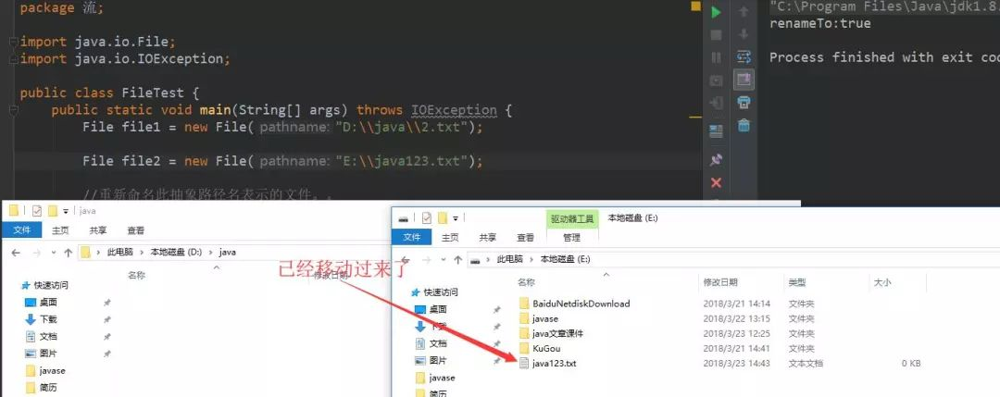 package 流;
import java.io.File;
import java.io.IOException;
public class FileTest {
public static void main(String[] args) throws IOException {
File file1 = new File( pathname: "D:\\java\\2.txt");
File file2 = new File( pathname: "E:\\java123.txt");
//重新命名此抽象路径名表示的文件。。
"C:\Program Files\Java\jdk1.8.
renameTo:true
Process finished with exit cod
java
文件 主页 共享 查看
此电脑 本地磁盘 (D:) java
名称 修改日期
快速访问
桌面
下载
文档
图片
javase
简历
已经移动过来了
驱动器工具 本地磁盘 (E:)
文件 主页 共享 查看 管理
此电脑 本地磁盘 (E:)
名称 修改日期 类型 大小
快速访问
桌面
下载
文档
图片
javase
简历
BaiduNetdiskDownload 2018/3/21 14:14 文件夹
javase 2018/3/22 13:15 文件夹
java文章课件 2018/3/23 12:25 文件夹
KuGou 2018/3/21 14:41 文件夹
java123.txt 2018/3/23 14:43 文本文档 0 KB